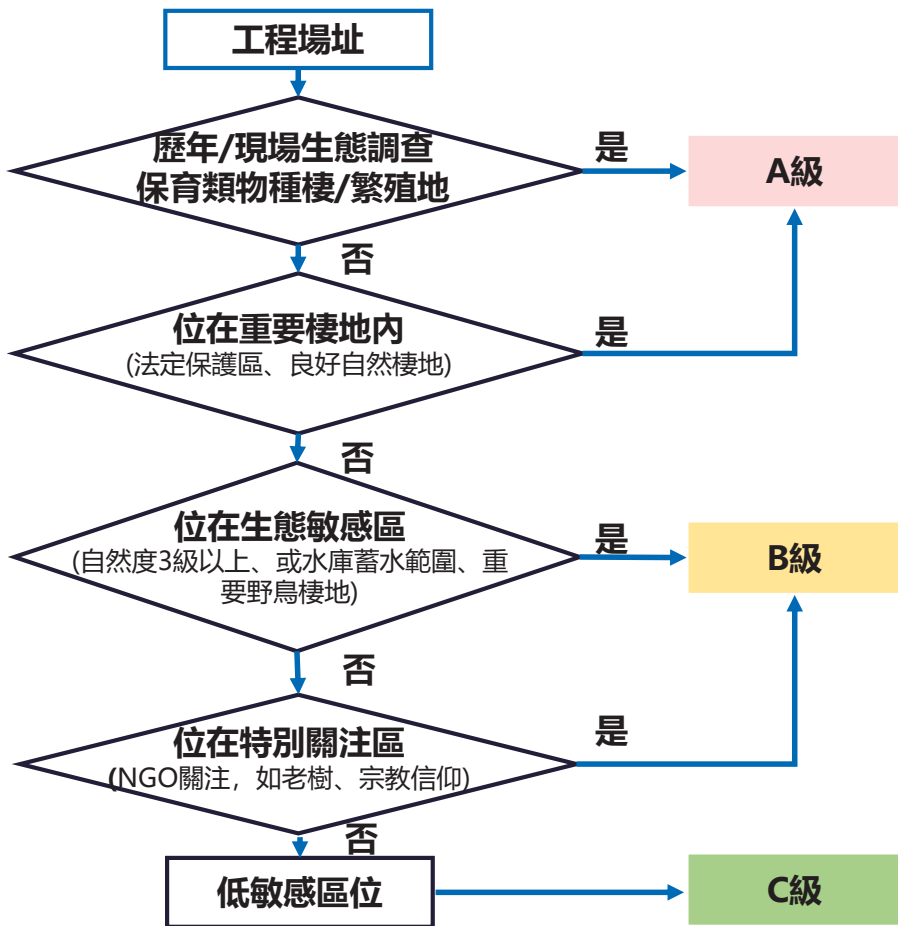 工程場址
歷年/現場生態調查
保育類物種棲/繁殖地
是
A級
否
位在重要棲地內
(法定保護區、良好自然棲地)
是
否
位在生態敏感區
(自然度3級以上、或水庫蓄水範圍、重
要野鳥棲地)
是
B級
否
位在特別關注區
(NGO關注，如老樹、宗教信仰)
是
否
低敏感區位
C級